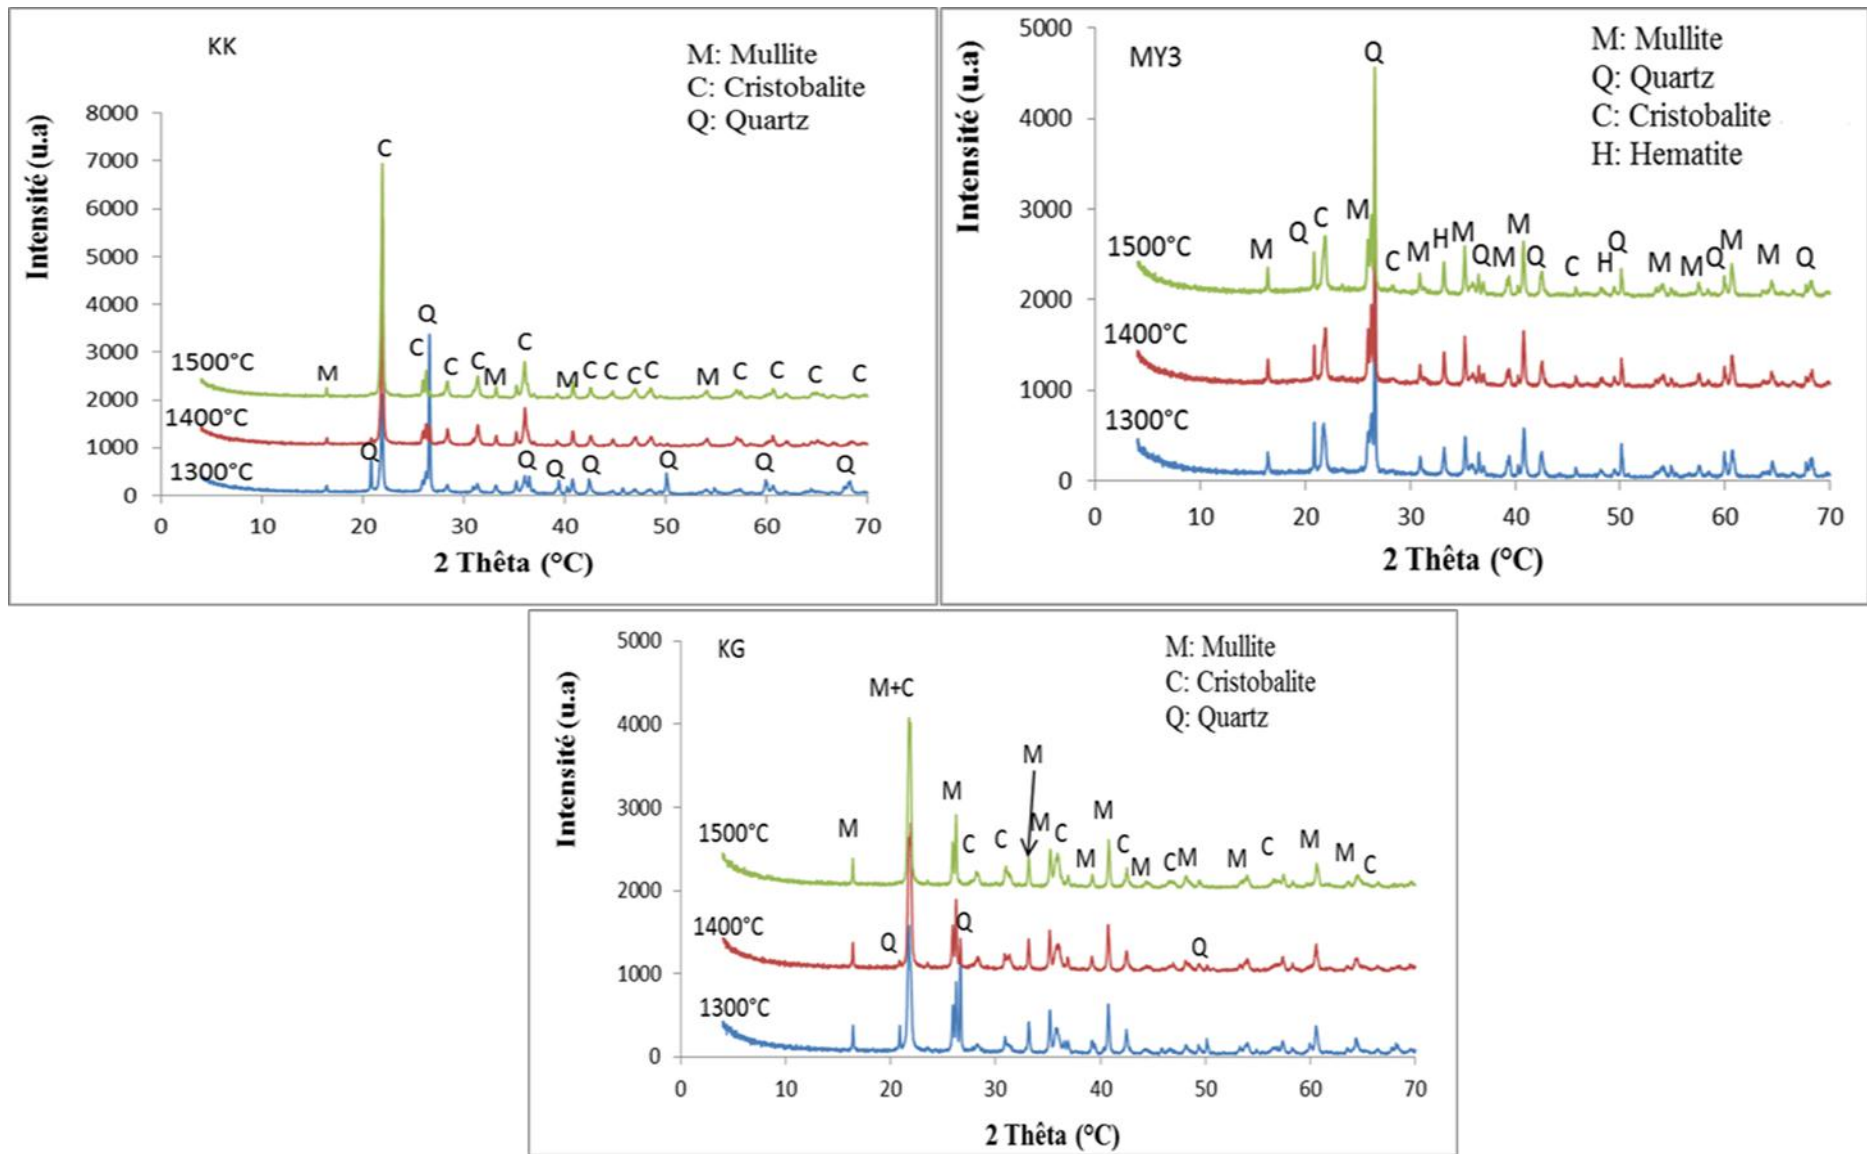 KK
M: Mullite
C: Cristobalite
Q: Quartz
Intensité (u.a)
8000
7000
6000
5000
4000
3000
2000
1000
0
C
Q
1500°C
M
C
C
C
M
C
M
C
C
C
C
M
C
C
C
C
1400°C
1300°C
Q
Q
Q
Q
Q
Q
Q
0 10 20 30 40 50 60 70
2 Thêta (°C)
MY3
M: Mullite
Q: Quartz
C: Cristobalite
H: Hematite
Intensité (u.a)
5000
4000
3000
2000
1000
0
Q
1500°C
M
Q
C
M
C
M
H
M
Q
M
M
Q
C
H
Q
M
M
Q
M
M
Q
1400°C
1300°C
0 10 20 30 40 50 60 70
2 Thêta (°C)
KG
M: Mullite
C: Cristobalite
Q: Quartz
Intensité (u.a)
5000
4000
3000
2000
1000
0
M+C
1500°C
M
M
C
C
M
M
C
M
M
C
M
C
M
M
C
M
M
C
1400°C
Q
Q
Q
1300°C
0 10 20 30 40 50 60 70
2 Thêta (°C)